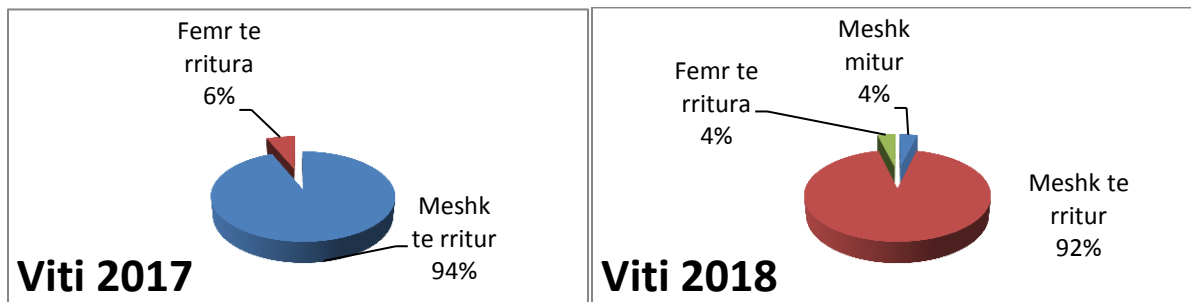 Femr te
rritura
6%
Meshk
te rritur
94%
Viti 2017
Meshk
mitur
4%
Femr te
rritura
4%
Meshk te
rritur
92%
Viti 2018